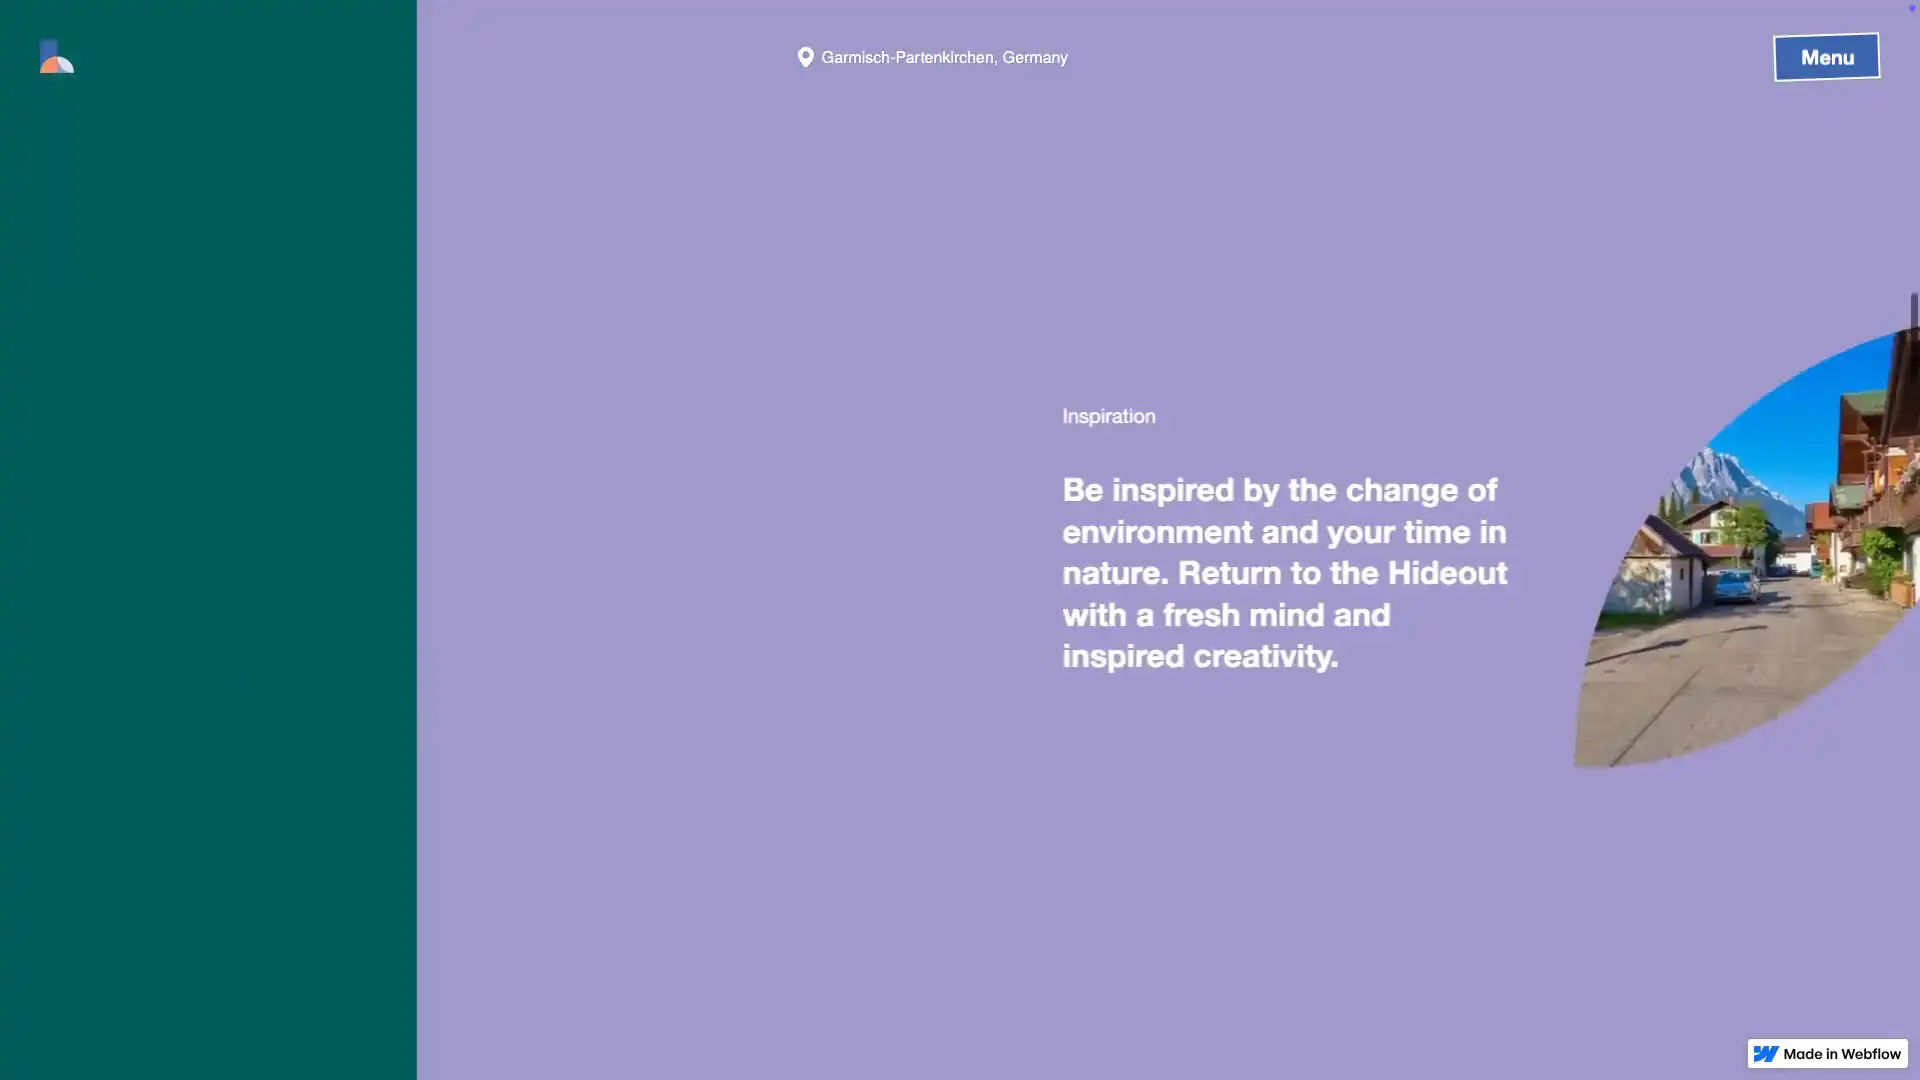 Garmisch-Partenkirchen, Germany
Menu
Inspiration
Be inspired by the change of
environment and your time in
nature. Return to the Hideout
with a fresh mind and
inspired creativity.
Made in Webflow